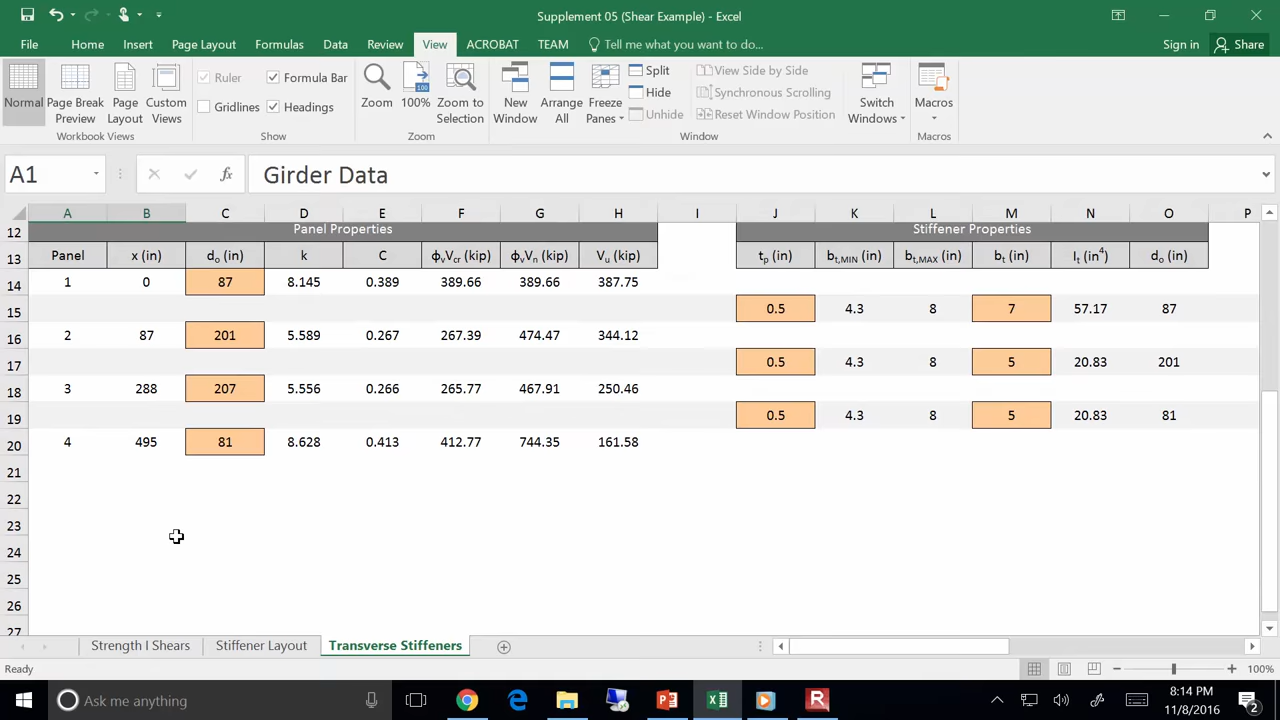 Supplement 05 (Shear Example) - Excel
File Home Insert Page Layout Formulas Data Review View ACROBAT TEAM Tell me what you want to do... Sign in Share
Normal Page Break Preview Page Layout Custom Views
Ruler Formula Bar
Gridlines Headings
Zoom 100% Zoom to Selection
New Window Arrange All Freeze Panes
Split
Hide
Unhide
View Side by Side
Synchronous Scrolling
Reset Window Position
Switch Windows Macros
Workbook Views Show Zoom Window Macros
A1 fx Girder Data
A B C D E F G H I J K L M N O P
12 Panel Properties Stiffener Properties
13 Panel x (in) dₒ (in) k C ϕᵥVcr (kip) ϕᵥVn (kip) Vu (kip) tp (in) bt,MIN (in) bt,MAX (in) bt (in) It (in⁴) dₒ (in)
14 1 0 87 8.145 0.389 389.66 389.66 387.75
15 0.5 4.3 8 7 57.17 87
16 2 87 201 5.589 0.267 267.39 474.47 344.12
17 0.5 4.3 8 5 20.83 201
18 3 288 207 5.556 0.266 265.77 467.91 250.46
19 0.5 4.3 8 5 20.83 81
20 4 495 81 8.628 0.413 412.77 744.35 161.58
21
22
23
24
25
26
27
Strength I Shears Stiffener Layout Transverse Stiffeners
Ready 100%
Ask me anything
8:14 PM
11/8/2016
2